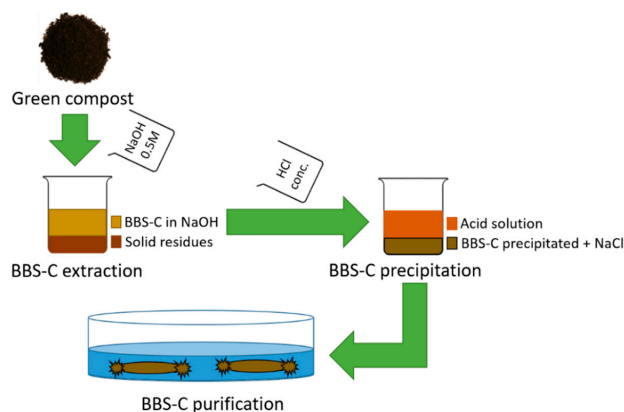 Green compost
NaOH
0.5M
HCl
conc.
BBS-C in NaOH
Solid residues
BBS-C extraction
Acid solution
BBS-C precipitated + NaCl
BBS-C precipitation
BBS-C purification